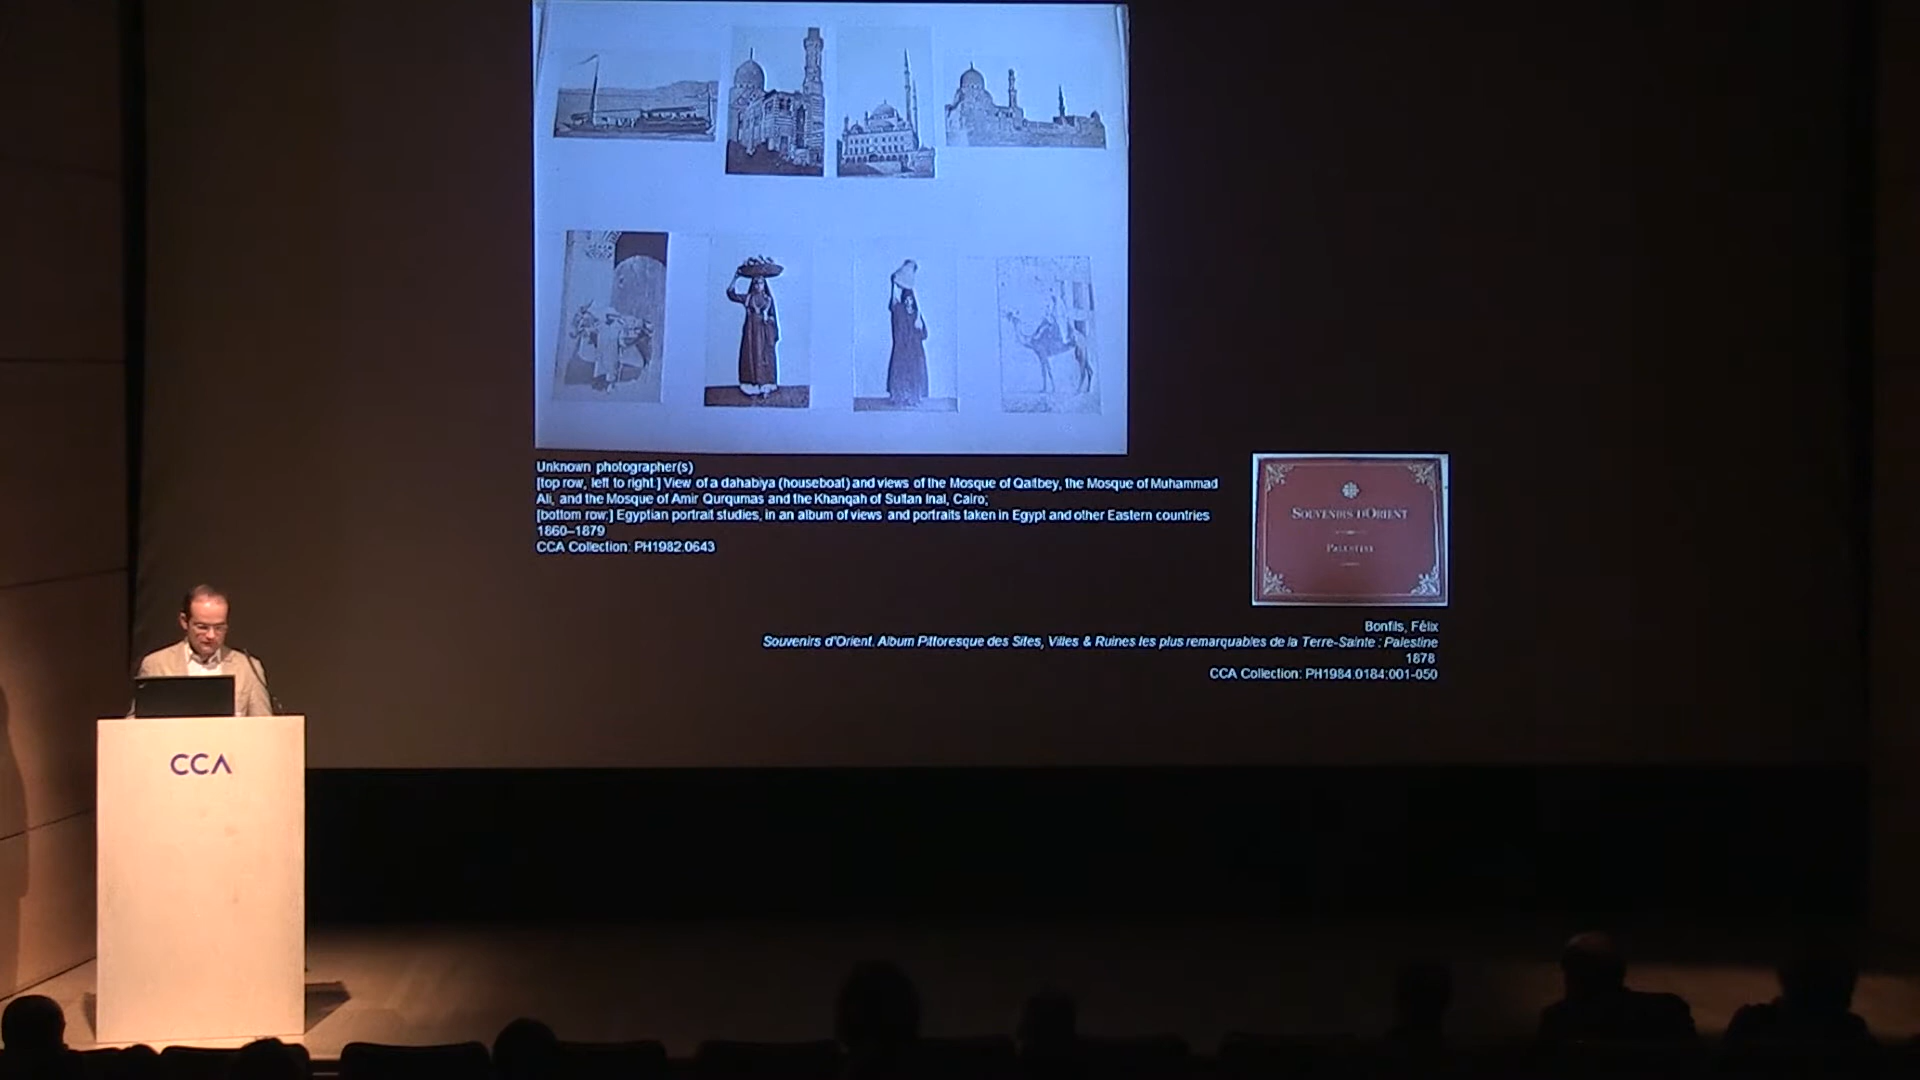 Unknown photographer(s)
[top row, left to right:] View of a dahabiya (houseboat) and views of the Mosque of Qaitbey, the Mosque of Muhammad
Ali, and the Mosque of Amir Qurqumas and the Khanqah of Sultan Inal, Cairo;
[bottom row:] Egyptian portrait studies, in an album of views and portraits taken in Egypt and other Eastern countries
1860–1879
CCA Collection: PH1982.0643
SOUVENIRS D'ORIENT
PALESTINE
Bonfils, Félix
Souvenirs d'Orient. Album Pittoresque des Sites, Villes & Ruines les plus remarquables de la Terre-Sainte : Palestine
1878
CCA Collection: PH1984.0184:001-050
CCA